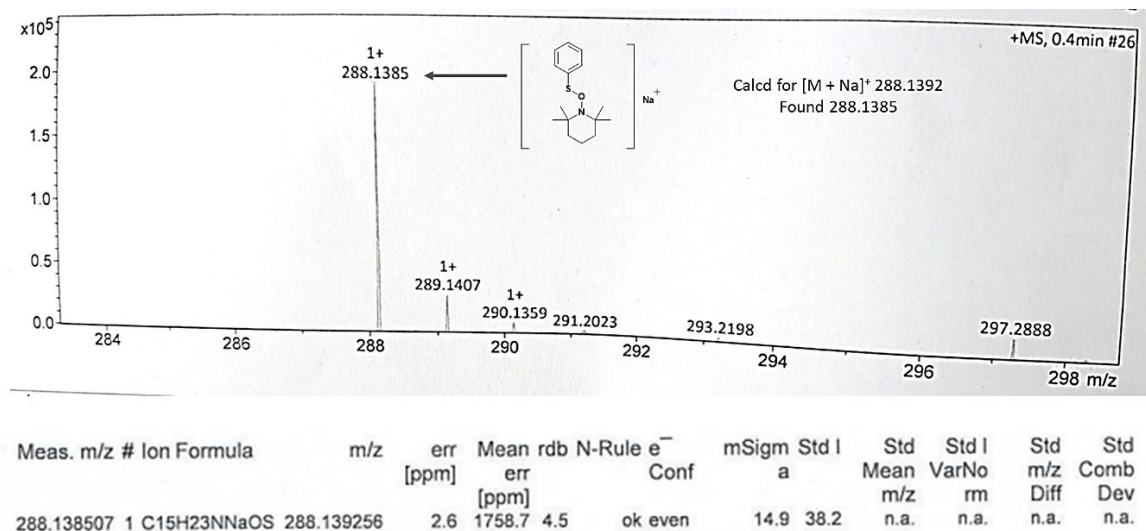 x10⁵
+MS, 0.4min #26
1+
288.1385
2.0
S
O
N
Na⁺
Calcd for [M + Na]⁺ 288.1392
Found 288.1385
1.5
1.0
0.5
1+
289.1407
1+
290.1359
291.2023
293.2198
297.2888
0.0
284 286 288 290 292 294 296 298 m/z
Meas. m/z # Ion Formula m/z err Mean rdb N-Rule e⁻ mSigm Std I Std Std I Std Std
[ppm] err Conf a Mean VarNo m/z Comb
[ppm] m/z rm Diff Dev
288.138507 1 C15H23NNaOS 288.139256 2.6 1758.7 4.5 ok even 14.9 38.2 n.a. n.a. n.a. n.a.